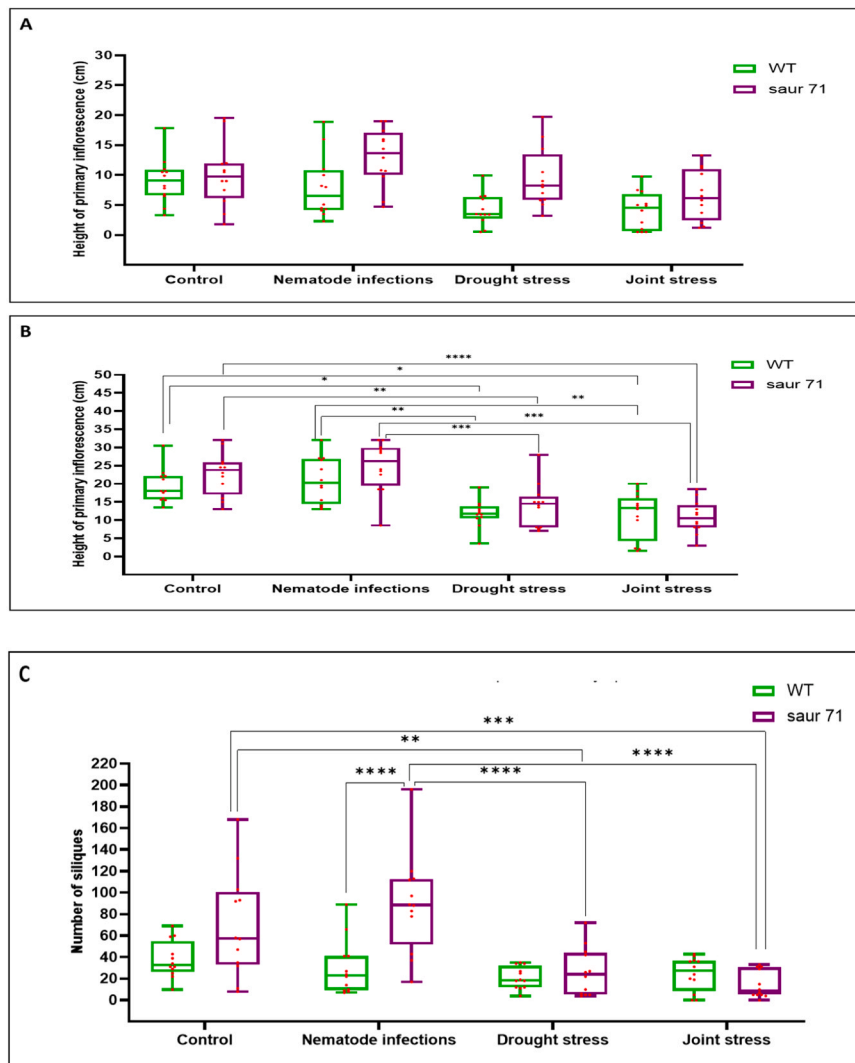 A
Height of primary inflorescence (cm)
30
25
20
15
10
5
0
WT
saur 71
Control Nematode infections Drought stress Joint stress
B
Height of primary inflorescence (cm)
50
45
40
35
30
25
20
15
10
5
0
****
*
*
**
**
**
***
***
WT
saur 71
Control Nematode infections Drought stress Joint stress
C
Number of siliques
220
200
180
160
140
120
100
80
60
40
20
0
***
**
****
****
****
WT
saur 71
Control Nematode infections Drought stress Joint stress